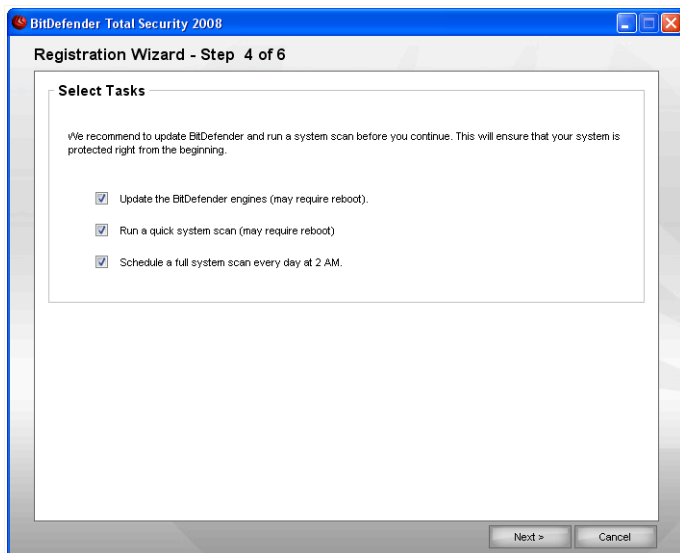 BitDefender Total Security 2008
Registration Wizard - Step 4 of 6
Select Tasks
We recommend to update BitDefender and run a system scan before you continue. This will ensure that your system is
protected right from the beginning.
Update the BitDefender engines (may require reboot).
Run a quick system scan (may require reboot)
Schedule a full system scan every day at 2 AM.
Next >
Cancel